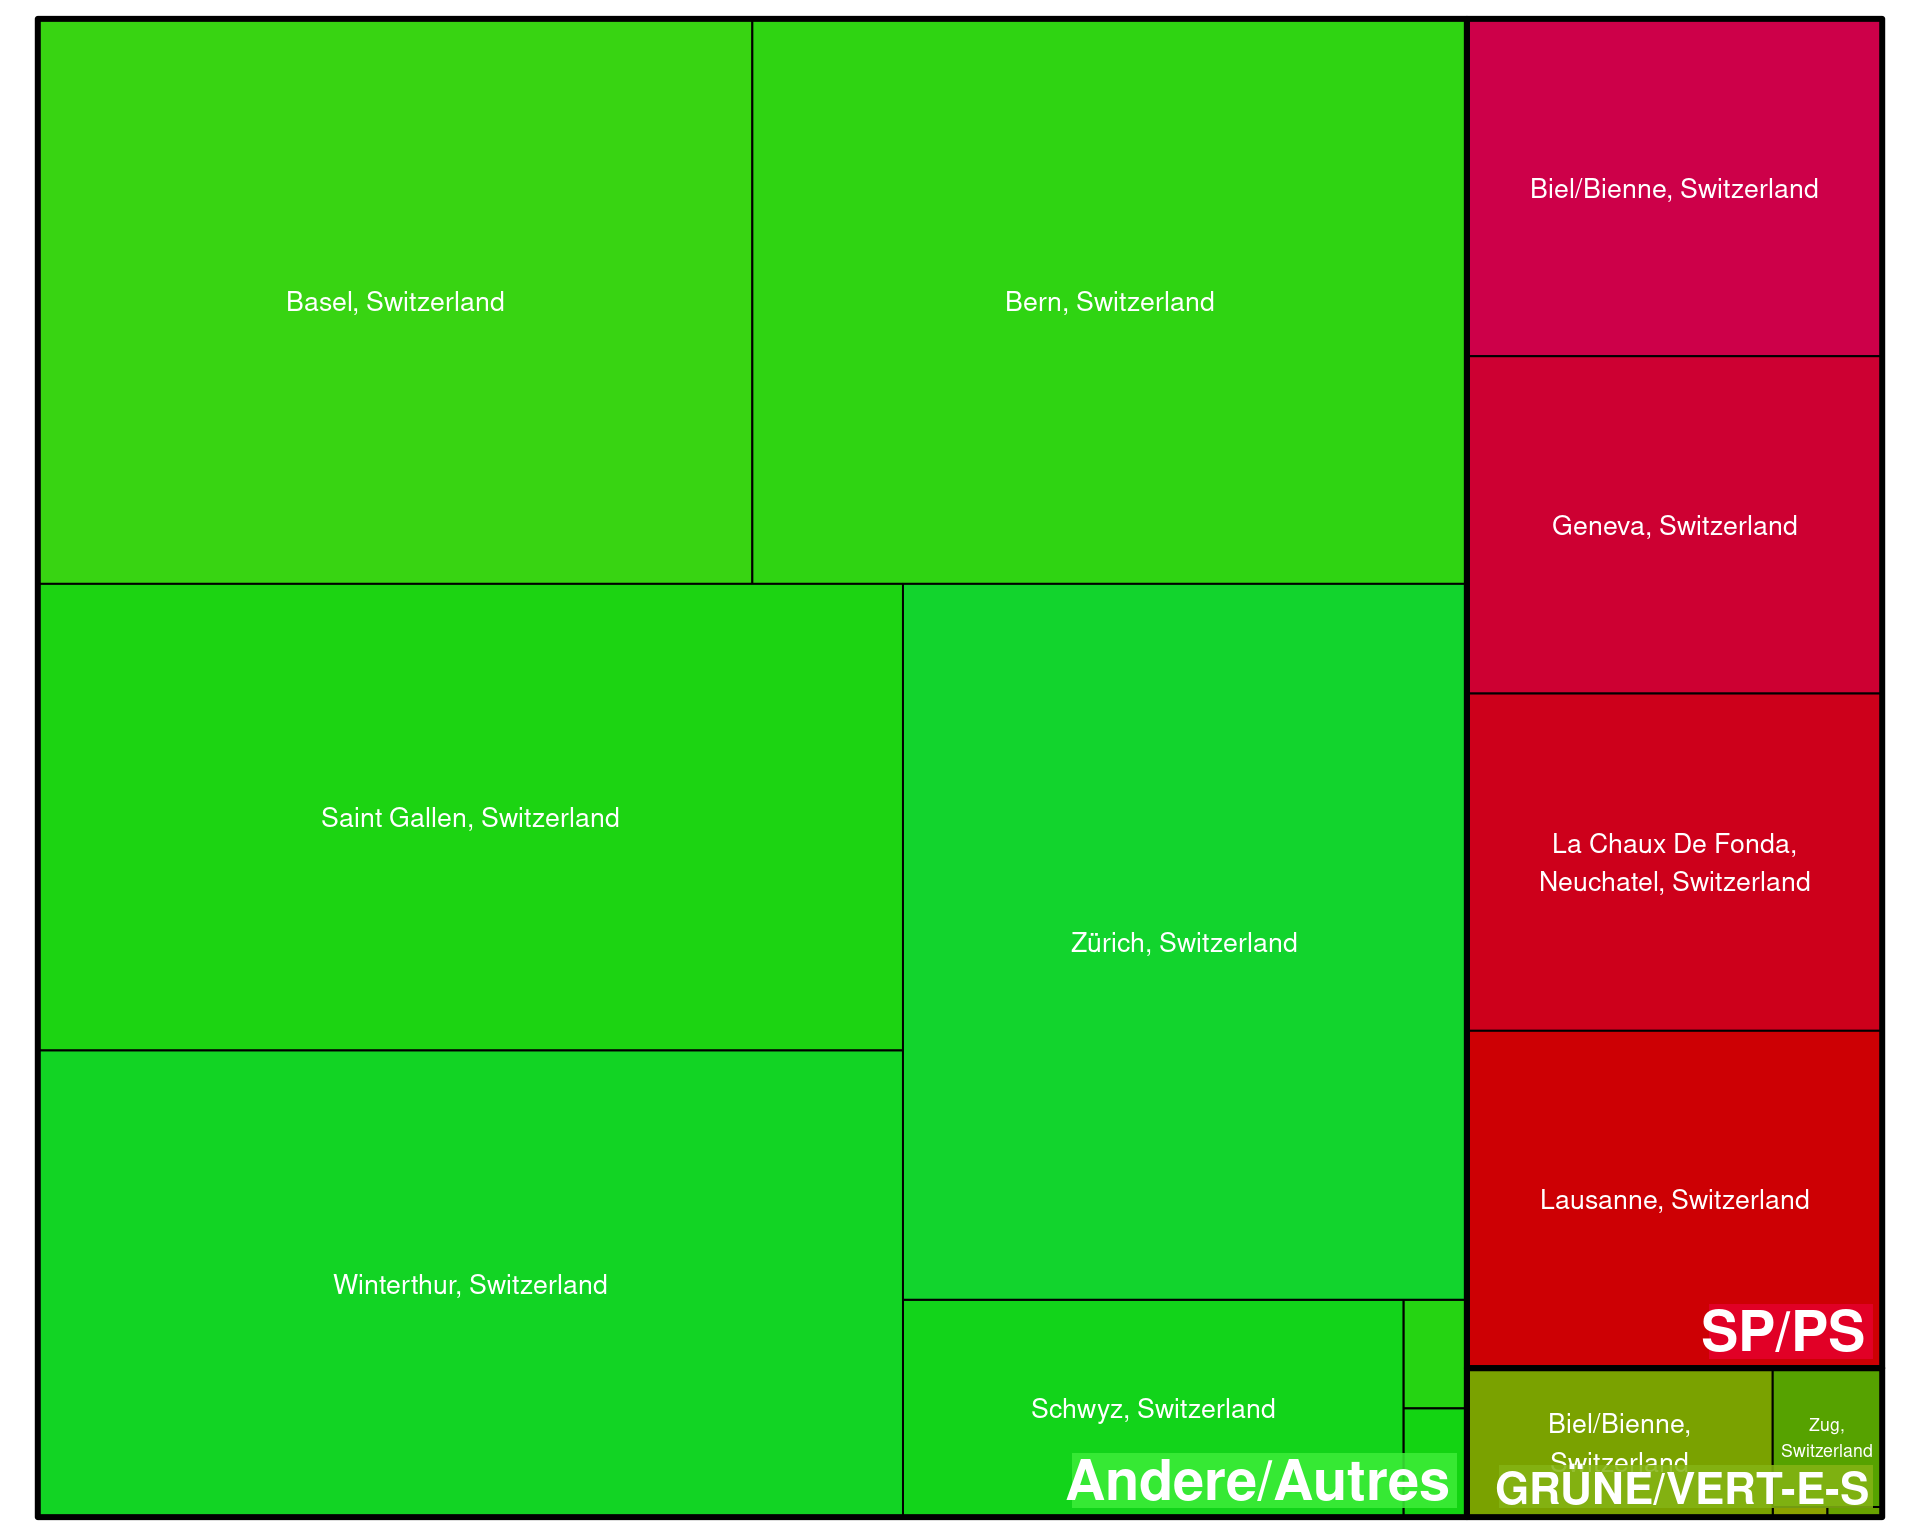 Basel, Switzerland
Bern, Switzerland
Biel/Bienne, Switzerland
Geneva, Switzerland
Saint Gallen, Switzerland
La Chaux De Fonda,
Neuchatel, Switzerland
Zürich, Switzerland
Lausanne, Switzerland
Winterthur, Switzerland
SP/PS
Schwyz, Switzerland
Biel/Bienne,
Switzerland
Zug,
Switzerland
Andere/Autres
GRÜNE/VERT-E-S